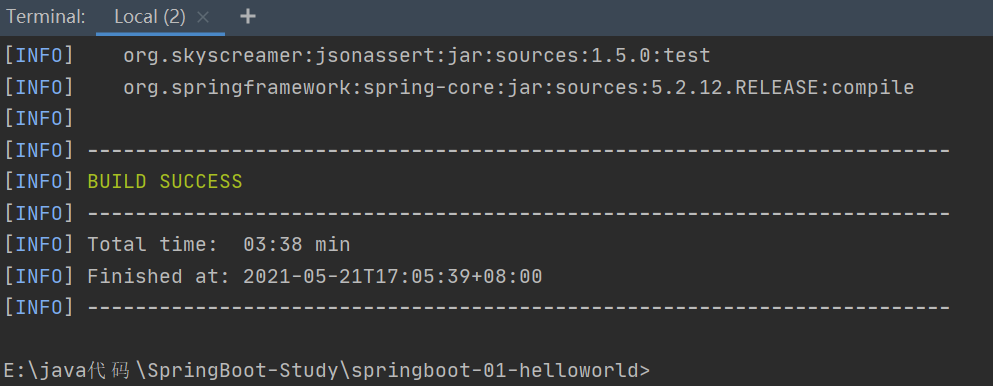 Terminal: Local (2) × +
[INFO]    org.skyscreamer:jsonassert:jar:sources:1.5.0:test
[INFO]    org.springframework:spring-core:jar:sources:5.2.12.RELEASE:compile
[INFO]
[INFO] ------------------------------------------------------------------------
[INFO] BUILD SUCCESS
[INFO] ------------------------------------------------------------------------
[INFO] Total time:  03:38 min
[INFO] Finished at: 2021-05-21T17:05:39+08:00
[INFO] ------------------------------------------------------------------------
E:\java代码\SpringBoot-Study\springboot-01-helloworld>